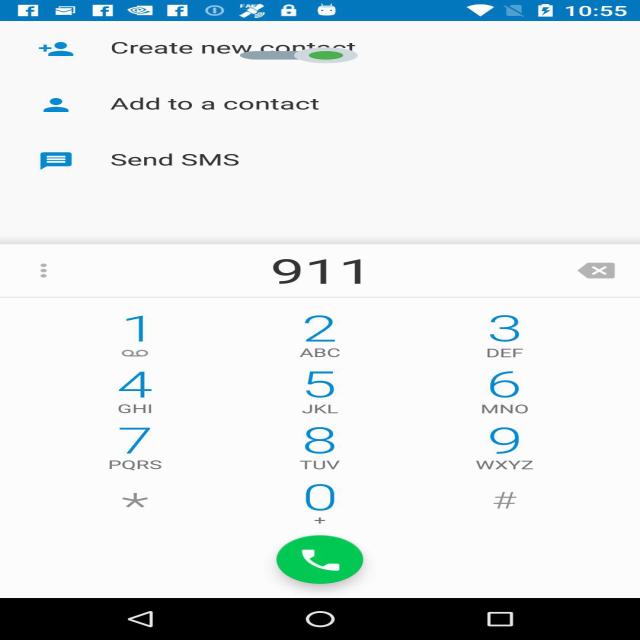 10:55
Create new contact
Add to a contact
Send SMS
911
1 2 3
ABC DEF
4 5 6
GHI JKL MNO
7 8 9
PQRS TUV WXYZ
* 0 #
+